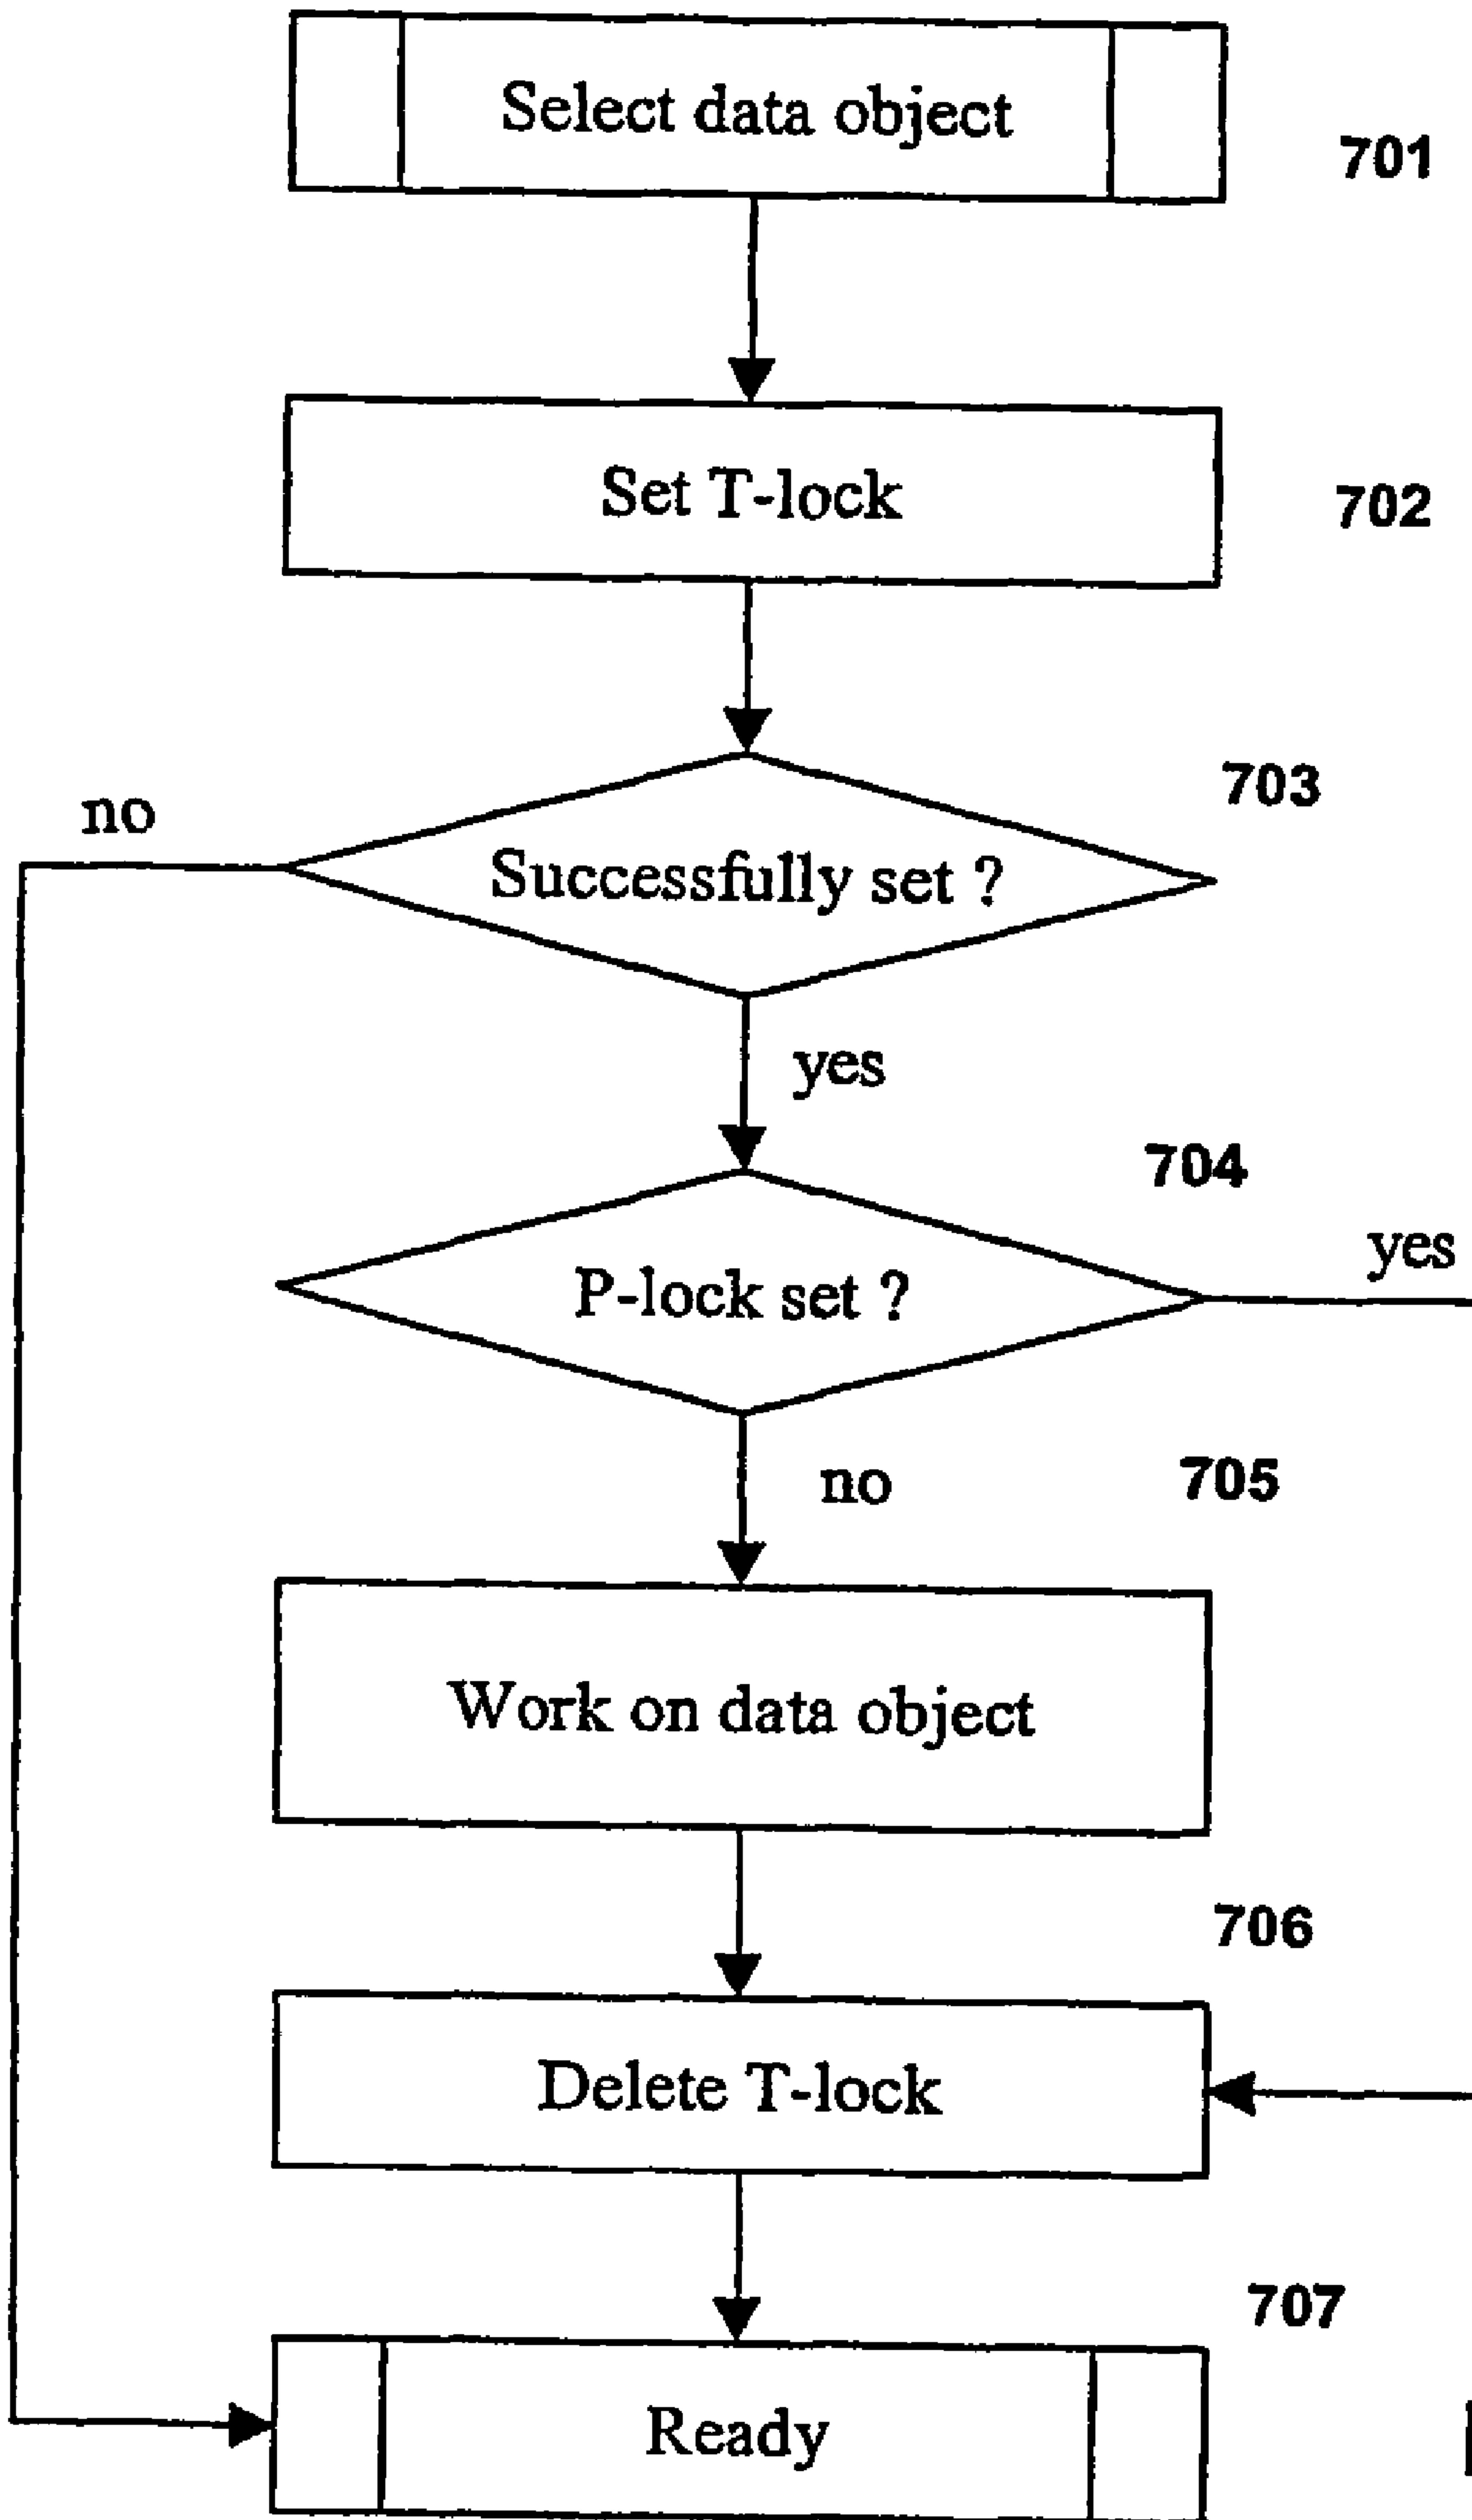 Select data object
701
Set T-lock
702
703
no
Successfully set ?
yes
704
yes
P-lock set ?
no
705
Work on data object
706
Delete T-lock
707
Ready